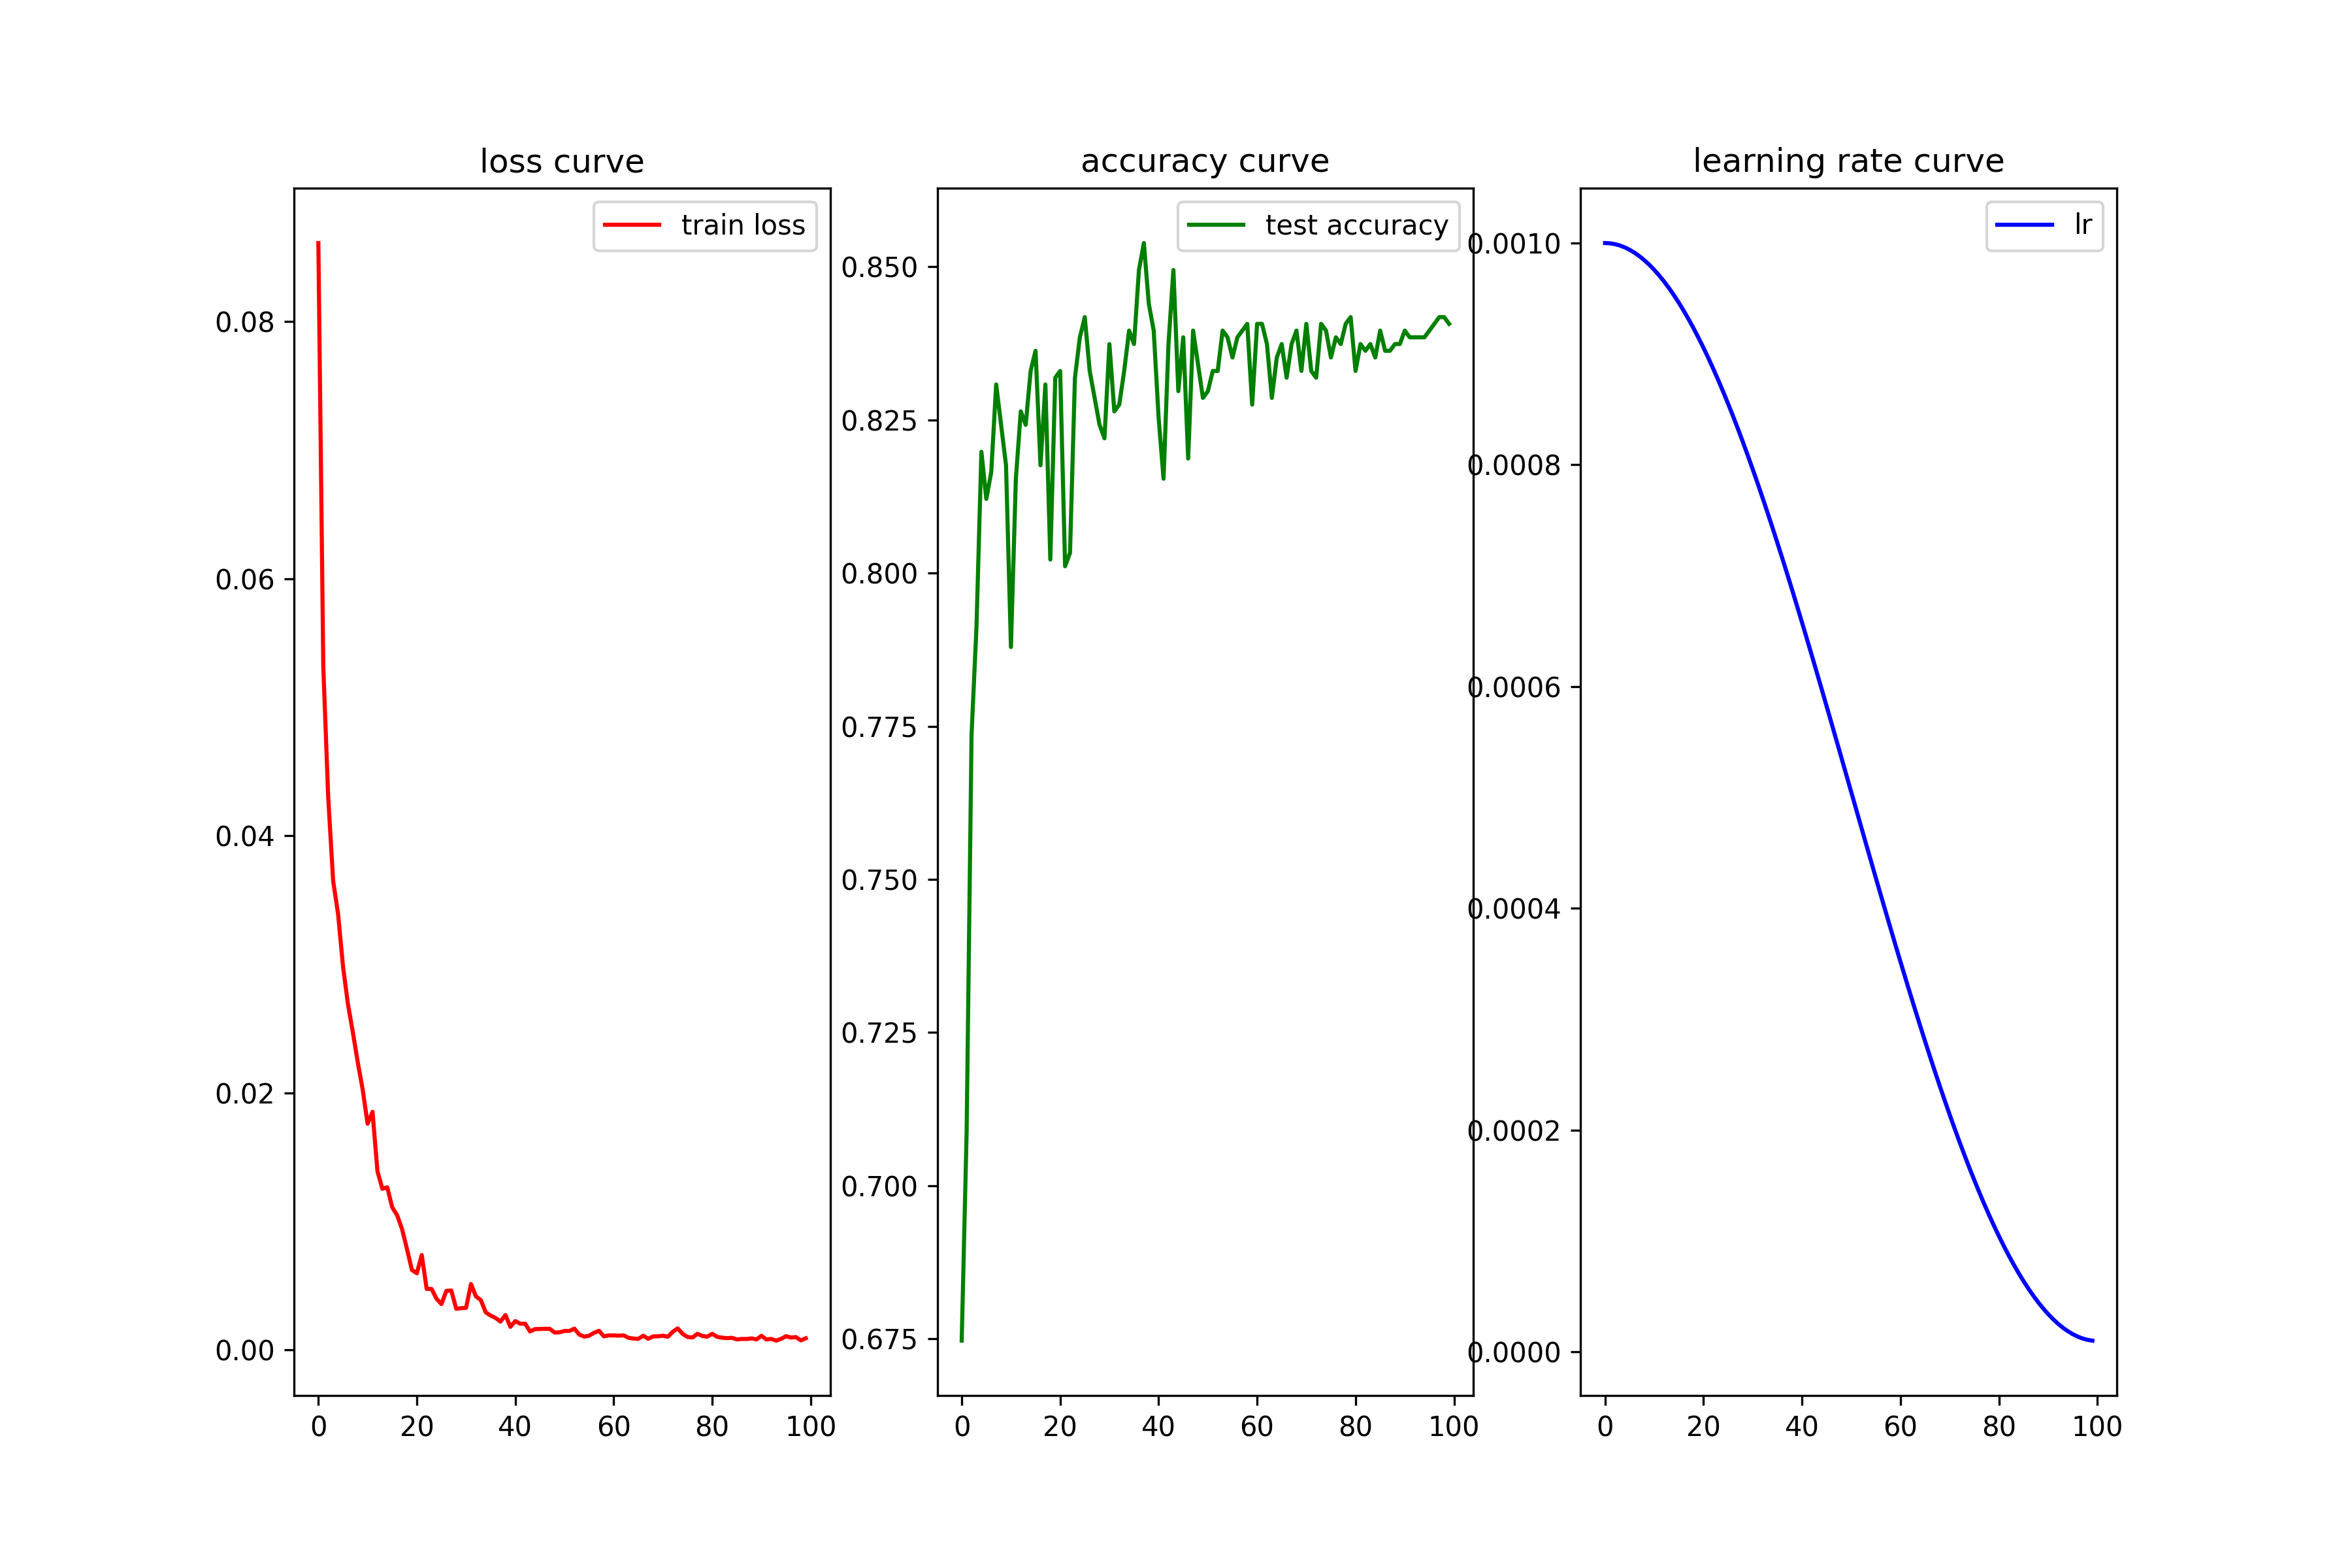 loss curve
train loss
0.08
0.06
0.04
0.02
0.00
0 20 40 60 80 100
accuracy curve
test accuracy
0.850
0.825
0.800
0.775
0.750
0.725
0.700
0.675
0 20 40 60 80 100
learning rate curve
lr
0.0010
0.0008
0.0006
0.0004
0.0002
0.0000
0 20 40 60 80 100